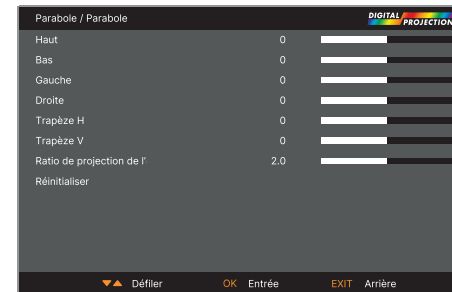 Parabole / Parabole DIGITAL PROJECTION
Haut 0
Bas 0
Gauche 0
Droite 0
Trapèze H 0
Trapèze V 0
Ratio de projection de l' 2.0
Réinitialiser
Défiler OK Entrée EXIT Arrière